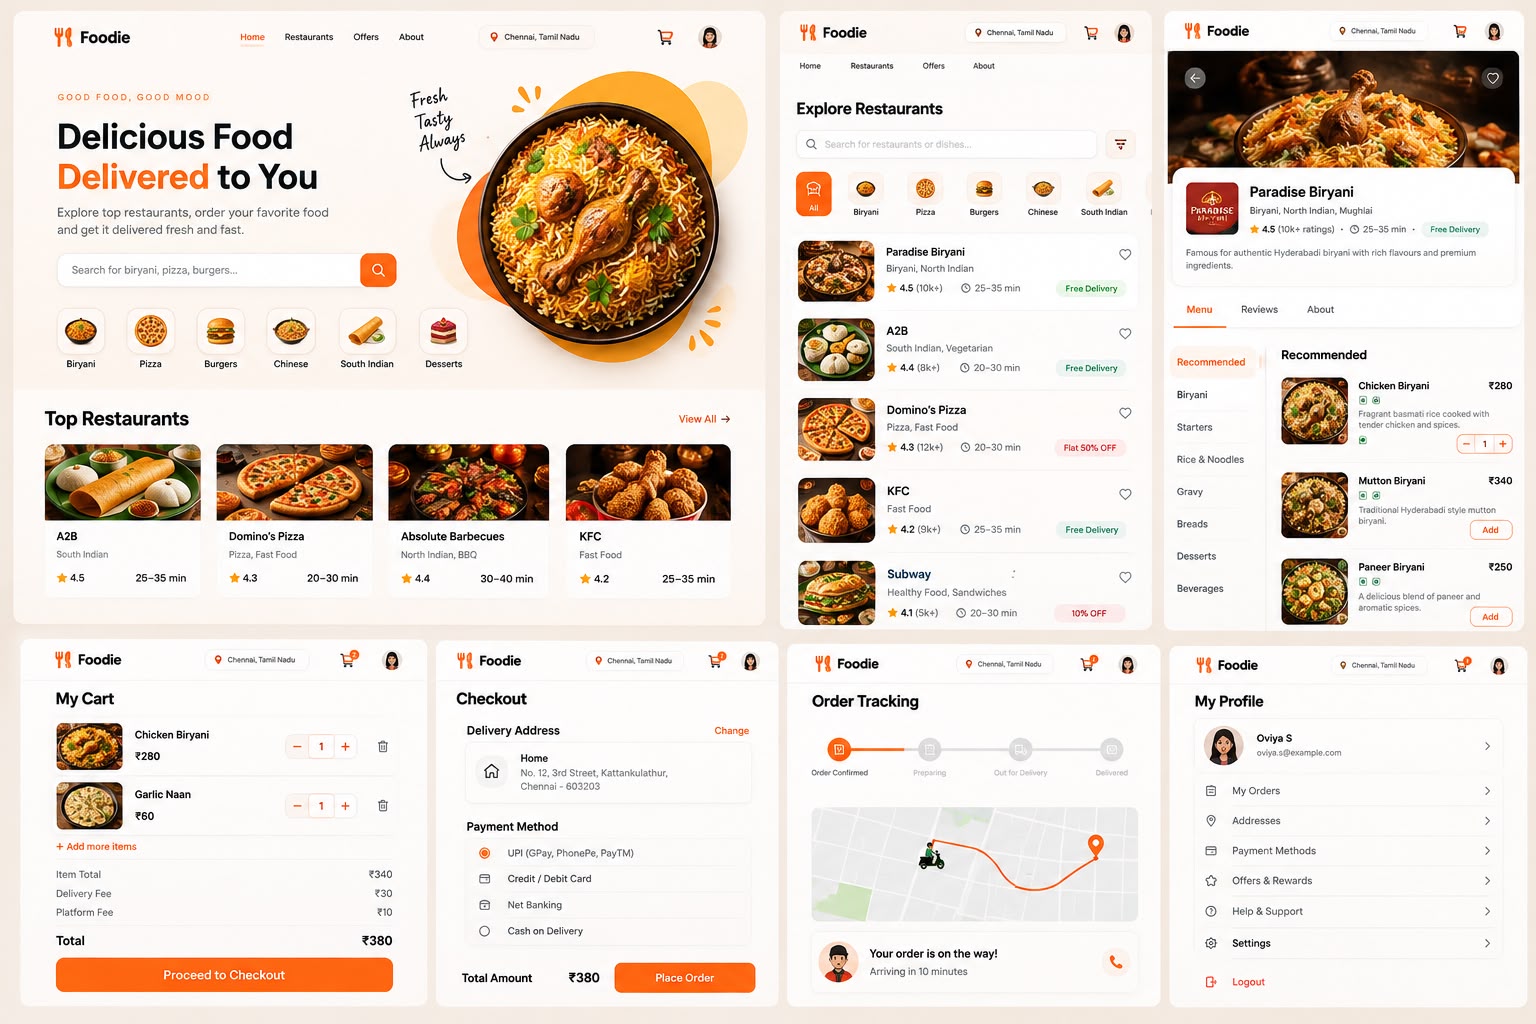 Foodie
Home Restaurants Offers About
Chennai, Tamil Nadu
GOOD FOOD, GOOD MOOD
Delicious Food
Delivered to You
Explore top restaurants, order your favorite food
and get it delivered fresh and fast.
Fresh
Tasty
Always
Search for biryani, pizza, burgers...
Biryani Pizza Burgers Chinese South Indian Desserts
Top Restaurants
View All →
A2B
South Indian
4.5 25–35 min
Domino's Pizza
Pizza, Fast Food
4.3 20–30 min
Absolute Barbecues
North Indian, BBQ
4.4 30–40 min
KFC
Fast Food
4.2 25–35 min
Foodie
Chennai, Tamil Nadu
Home Restaurants Offers About
Explore Restaurants
Search for restaurants or dishes...
All Biryani Pizza Burgers Chinese South Indian
Paradise Biryani
Biryani, North Indian
4.5 (10k+) 25–35 min Free Delivery
A2B
South Indian, Vegetarian
4.4 (8k+) 20–30 min Free Delivery
Domino's Pizza
Pizza, Fast Food
4.3 (12k+) 20–30 min Flat 50% OFF
KFC
Fast Food
4.2 (9k+) 25–35 min Free Delivery
Subway
Healthy Food, Sandwiches
4.1 (5k+) 20–30 min 10% OFF
Foodie
Chennai, Tamil Nadu
PARADISE
Paradise Biryani
Biryani, North Indian, Mughlai
4.5 (10k+ ratings) · 25–35 min · Free Delivery
Famous for authentic Hyderabadi biryani with rich flavours and premium
ingredients.
Menu Reviews About
Recommended
Biryani
Starters
Rice & Noodles
Gravy
Breads
Desserts
Beverages
Recommended
Chicken Biryani ₹280
Fragrant basmati rice cooked with
tender chicken and spices.
− 1 +
Mutton Biryani ₹340
Traditional Hyderabadi style mutton
biryani.
Add
Paneer Biryani ₹250
A delicious blend of paneer and
aromatic spices.
Add
Foodie
Chennai, Tamil Nadu
2
My Cart
Chicken Biryani
₹280
− 1 +
Garlic Naan
₹60
− 1 +
+ Add more items
Item Total ₹340
Delivery Fee ₹30
Platform Fee ₹10
Total ₹380
Proceed to Checkout
Foodie
Chennai, Tamil Nadu
Checkout
Delivery Address Change
Home
No. 12, 3rd Street, Kattankulathur,
Chennai - 603203
Payment Method
UPI (GPay, PhonePe, PayTM)
Credit / Debit Card
Net Banking
Cash on Delivery
Total Amount ₹380
Place Order
Foodie
Chennai, Tamil Nadu
Order Tracking
Order Confirmed Preparing Out for Delivery Delivered
Your order is on the way!
Arriving in 10 minutes
Foodie
Chennai, Tamil Nadu
My Profile
Oviya S
oviya.s@example.com
My Orders
Addresses
Payment Methods
Offers & Rewards
Help & Support
Settings
Logout